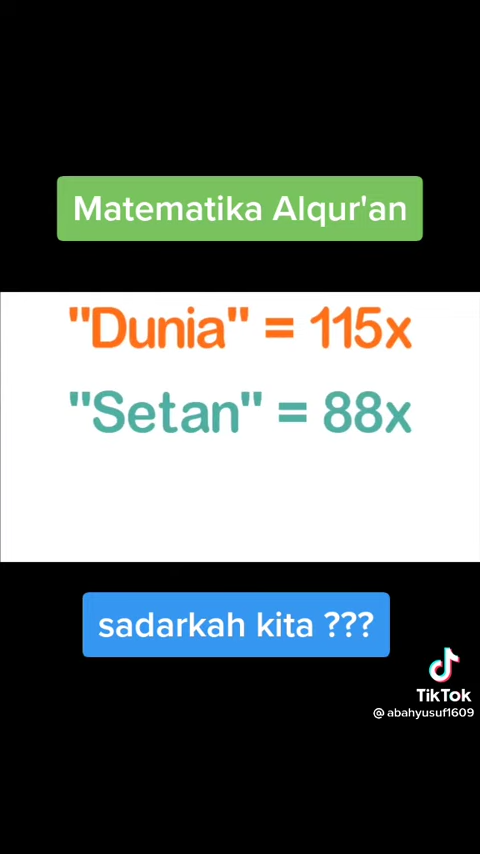 Matematika Alqur'an
"Dunia" = 115x
"Setan" = 88x
sadarkah kita ???
TikTok
@abahyusuf1609